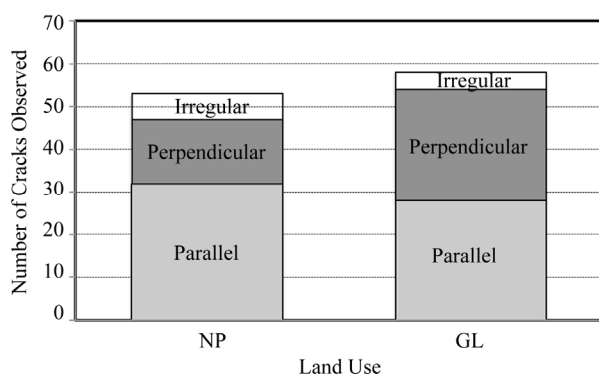 Number of Cracks Observed
70
60
50
40
30
20
10
0
Irregular
Perpendicular
Parallel
Irregular
Perpendicular
Parallel
NP
GL
Land Use